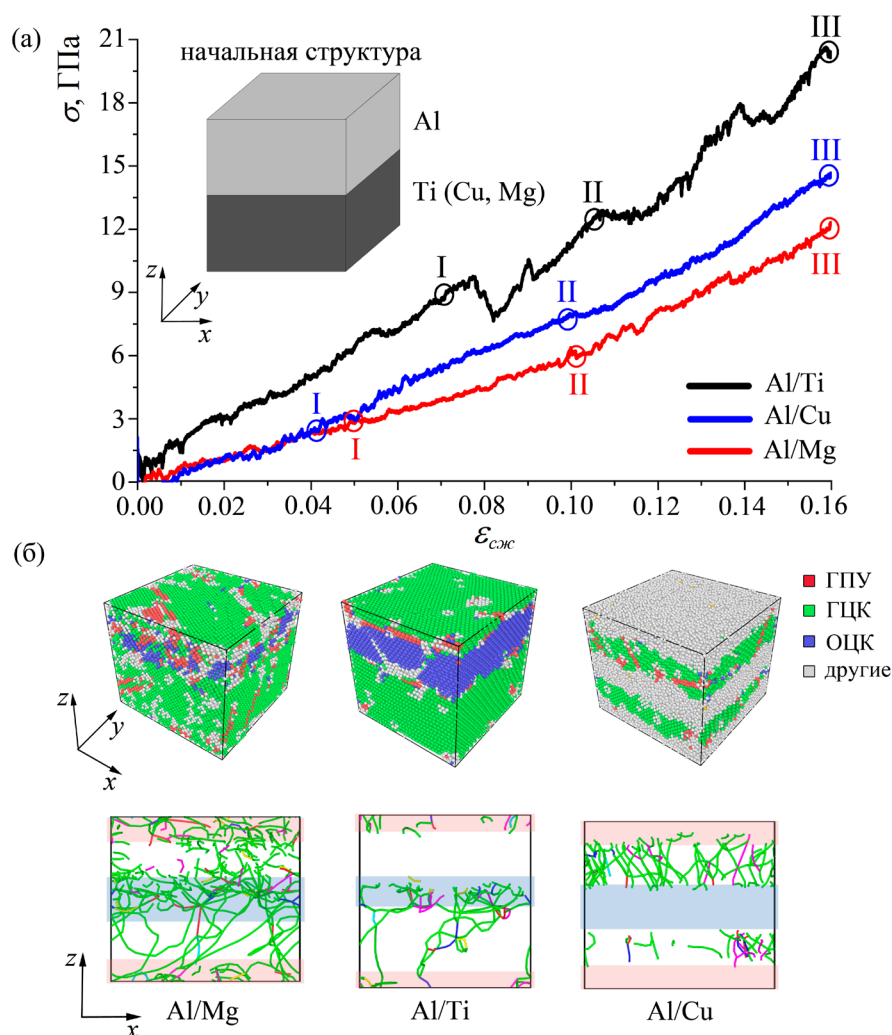 (а)
σ, ГПа
21
18
15
12
9
6
3
0
начальная структура
Al
Ti (Cu, Mg)
z
y
x
I
II
III
I
II
III
I
II
III
Al/Ti
Al/Cu
Al/Mg
0.00 0.02 0.04 0.06 0.08 0.10 0.12 0.14 0.16
εсж
(б)
ГПУ
ГЦК
ОЦК
другие
z
y
x
z
x
Al/Mg Al/Ti Al/Cu